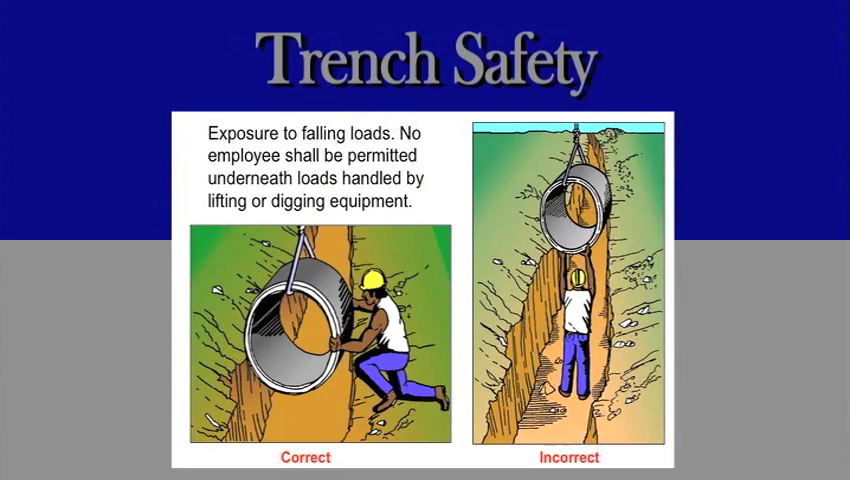 Trench Safety
Exposure to falling loads. No
employee shall be permitted
underneath loads handled by
lifting or digging equipment.
Correct
Incorrect